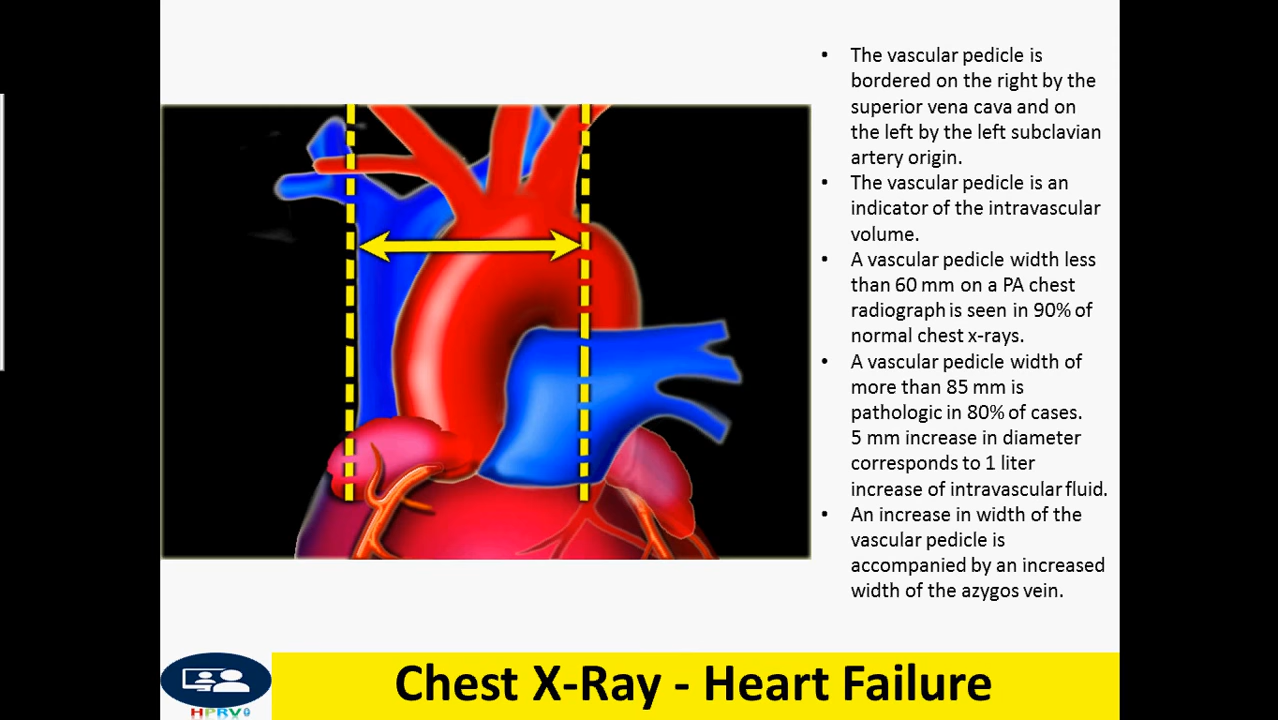 • The vascular pedicle is
bordered on the right by the
superior vena cava and on
the left by the left subclavian
artery origin.
• The vascular pedicle is an
indicator of the intravascular
volume.
• A vascular pedicle width less
than 60 mm on a PA chest
radiograph is seen in 90% of
normal chest x-rays.
• A vascular pedicle width of
more than 85 mm is
pathologic in 80% of cases.
5 mm increase in diameter
corresponds to 1 liter
increase of intravascular fluid.
• An increase in width of the
vascular pedicle is
accompanied by an increased
width of the azygos vein.
Chest X-Ray - Heart Failure